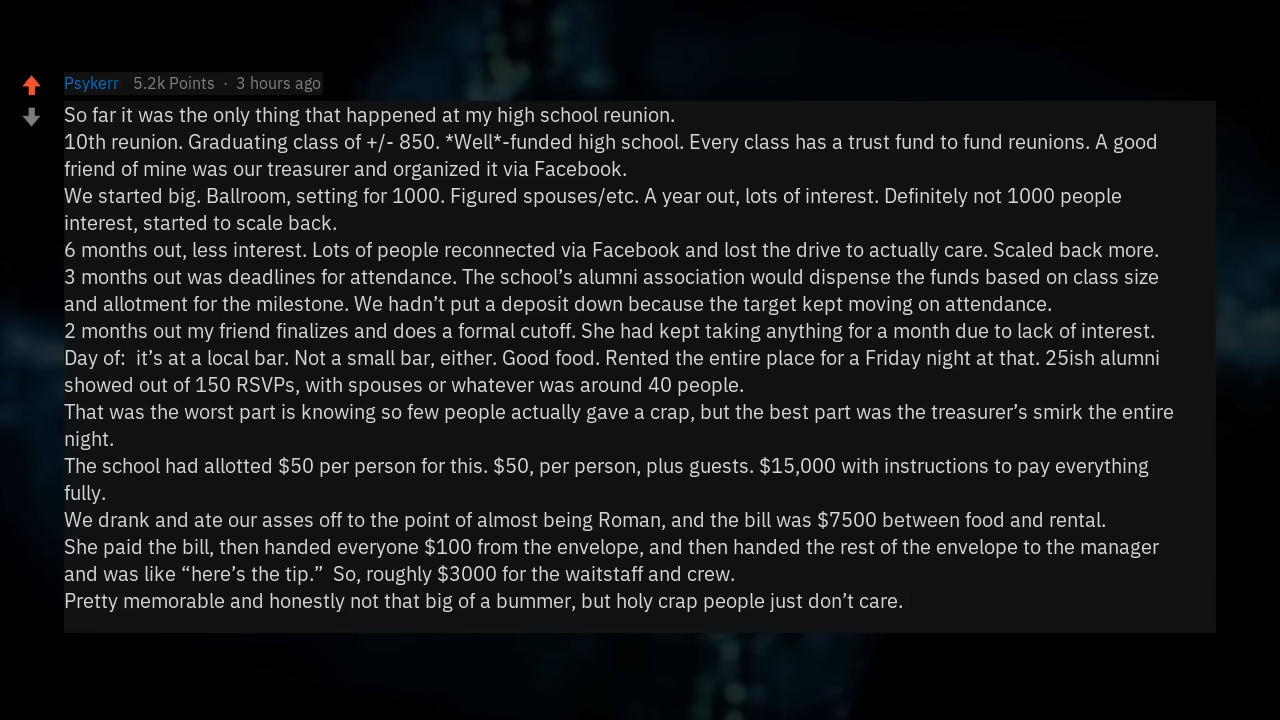 Psykerr 5.2k Points · 3 hours ago
So far it was the only thing that happened at my high school reunion.
10th reunion. Graduating class of +/- 850. *Well*-funded high school. Every class has a trust fund to fund reunions. A good
friend of mine was our treasurer and organized it via Facebook.
We started big. Ballroom, setting for 1000. Figured spouses/etc. A year out, lots of interest. Definitely not 1000 people
interest, started to scale back.
6 months out, less interest. Lots of people reconnected via Facebook and lost the drive to actually care. Scaled back more.
3 months out was deadlines for attendance. The school’s alumni association would dispense the funds based on class size
and allotment for the milestone. We hadn’t put a deposit down because the target kept moving on attendance.
2 months out my friend finalizes and does a formal cutoff. She had kept taking anything for a month due to lack of interest.
Day of:  it’s at a local bar. Not a small bar, either. Good food. Rented the entire place for a Friday night at that. 25ish alumni
showed out of 150 RSVPs, with spouses or whatever was around 40 people.
That was the worst part is knowing so few people actually gave a crap, but the best part was the treasurer’s smirk the entire
night.
The school had allotted $50 per person for this. $50, per person, plus guests. $15,000 with instructions to pay everything
fully.
We drank and ate our asses off to the point of almost being Roman, and the bill was $7500 between food and rental.
She paid the bill, then handed everyone $100 from the envelope, and then handed the rest of the envelope to the manager
and was like “here’s the tip.”  So, roughly $3000 for the waitstaff and crew.
Pretty memorable and honestly not that big of a bummer, but holy crap people just don’t care.